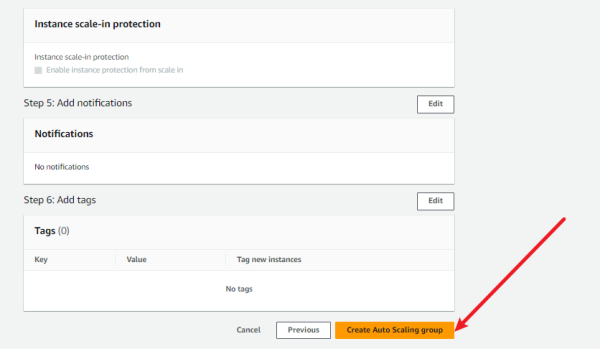 Instance scale-in protection
Instance scale-in protection
Enable instance protection from scale in
Step 5: Add notifications
Edit
Notifications
No notifications
Step 6: Add tags
Edit
Tags (0)
Key Value Tag new instances
No tags
Cancel Previous Create Auto Scaling group